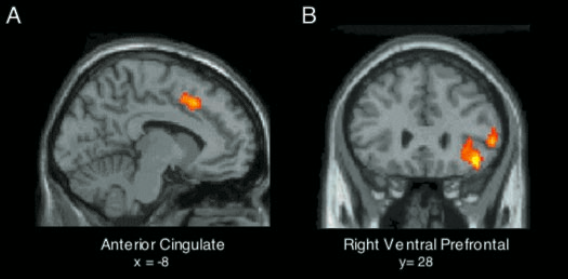 A
B
Anterior Cingulate
x = -8
Right Ventral Prefrontal
y= 28